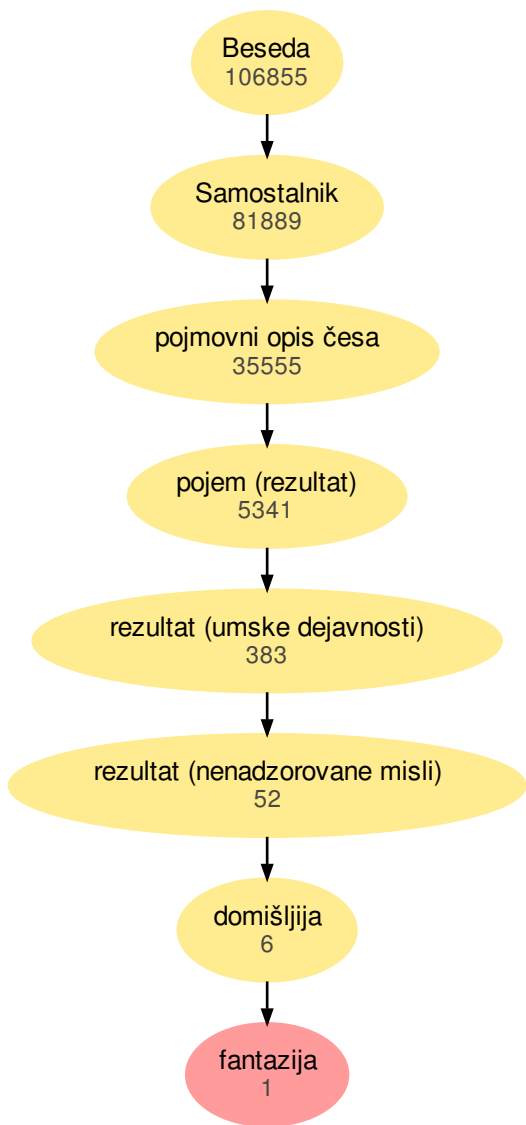 Beseda
106855
Samostalnik
81889
pojmovni opis česa
35555
pojem (rezultat)
5341
rezultat (umske dejavnosti)
383
rezultat (nenadzorovane misli)
52
domišljija
6
fantazija
1